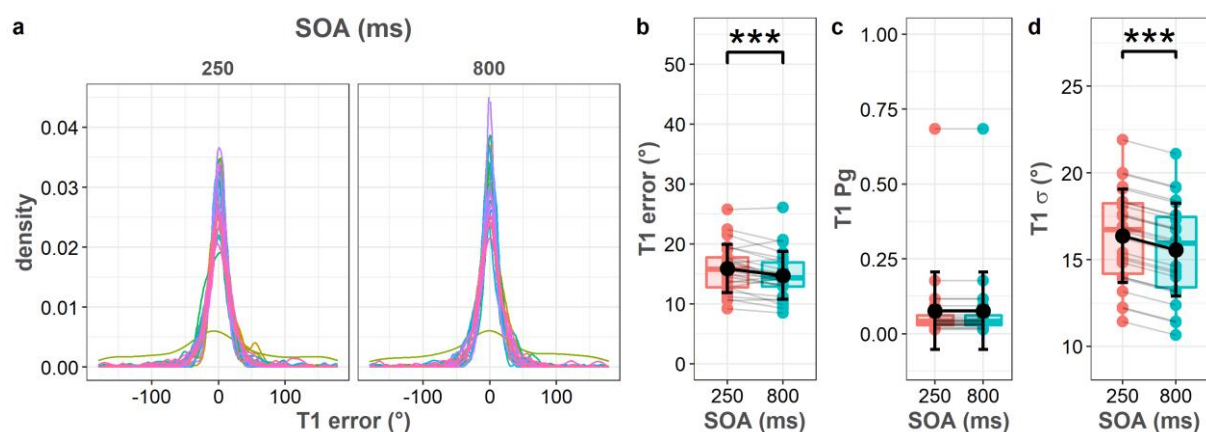 a
SOA (ms)
250
800
density
0.04
0.03
0.02
0.01
0.00
-100
0
100
-100
0
100
T1 error (°)
b
***
T1 error (°)
50
40
30
20
10
0
250
800
SOA (ms)
c
T1 Pg
1.00
0.75
0.50
0.25
0.00
250
800
SOA (ms)
d
***
T1 σ (°)
25
20
15
10
250
800
SOA (ms)